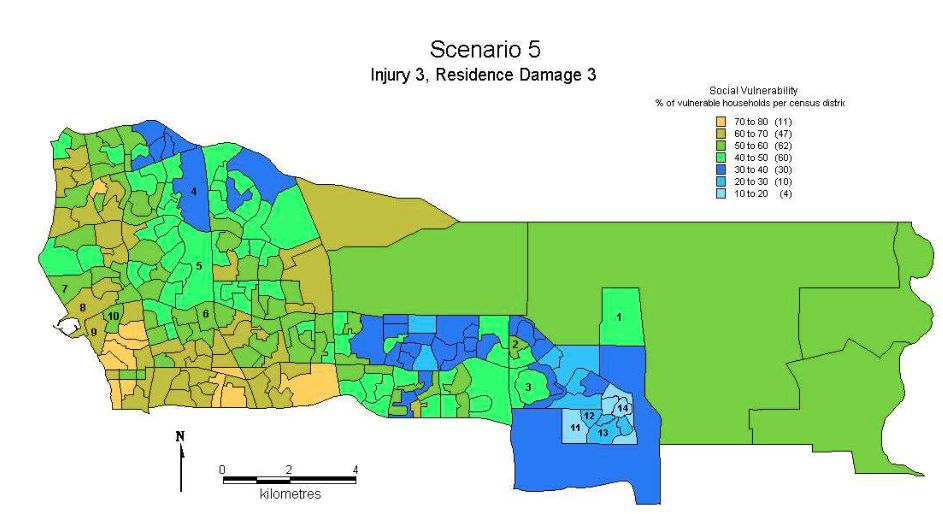 Scenario 5
Injury 3, Residence Damage 3
Social Vulnerability
% of vulnerable households per census distrik
70 to 80 (11)
60 to 70 (47)
50 to 60 (62)
40 to 50 (60)
30 to 40 (30)
20 to 30 (10)
10 to 20 (4)
4
5
7
8
10
6
9
1
2
3
14
12
11
13
N
0 2 4
kilometres